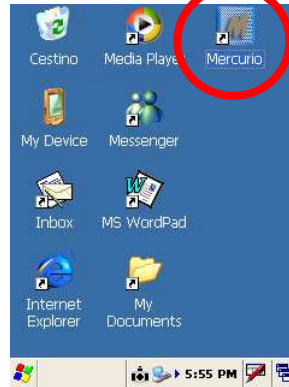 Cestino Media Player Mercurio
My Device Messenger
Inbox MS WordPad
Internet Explorer
My Documents
5:55 PM